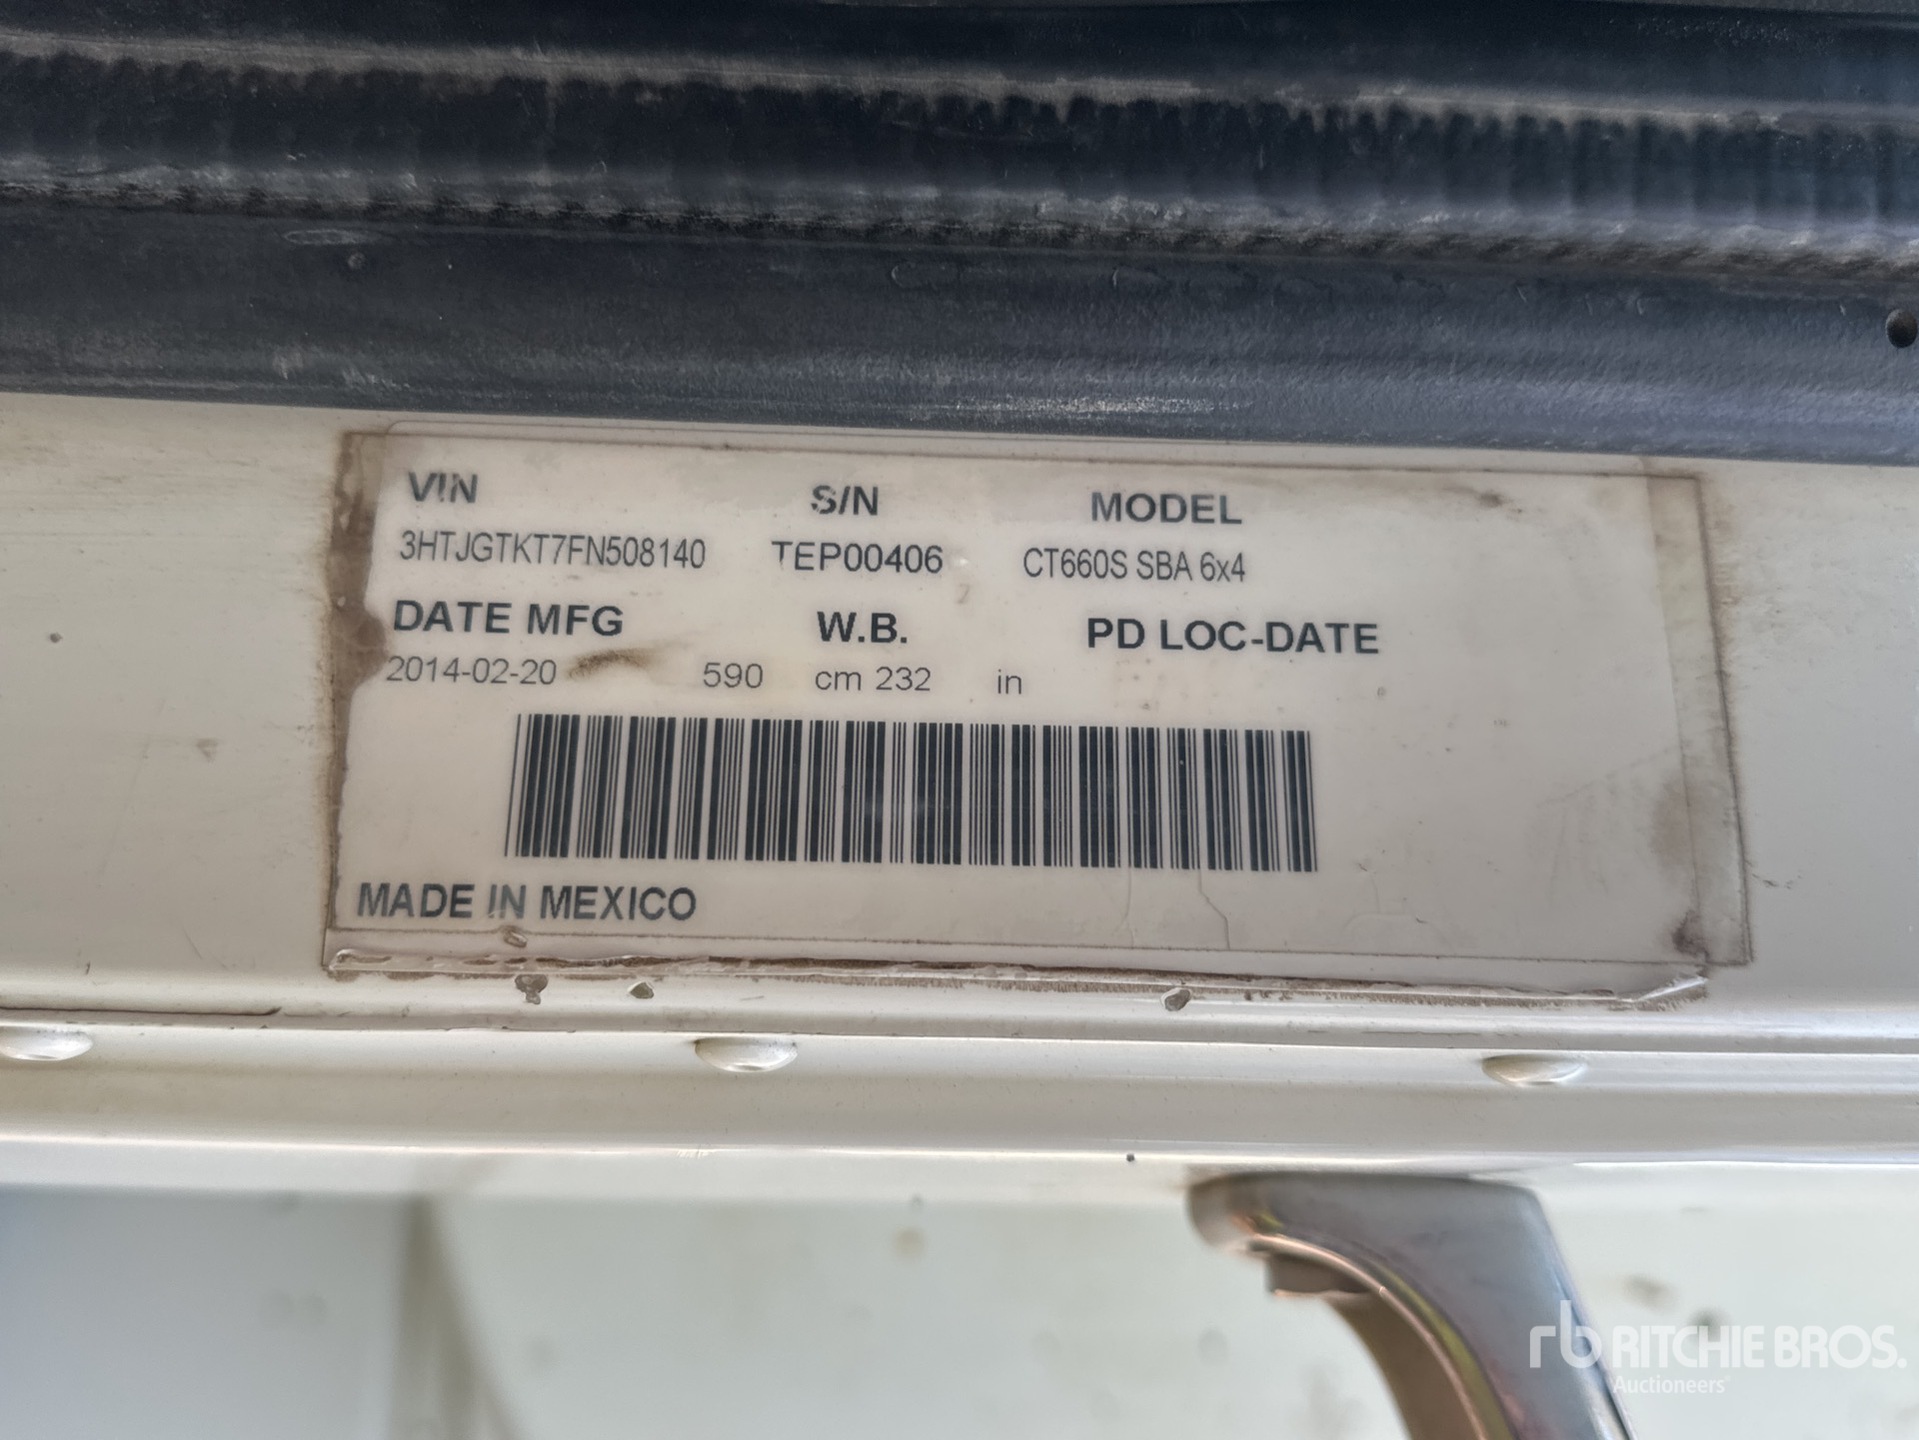 VIN S/N MODEL
3HTJGTKT7FN508140 TEP00406 CT660S SBA 6x4
DATE MFG W.B. PD LOC-DATE
2014-02-20 590 cm 232 in
MADE IN MEXICO
rb RITCHIE BROS.
Auctioneers